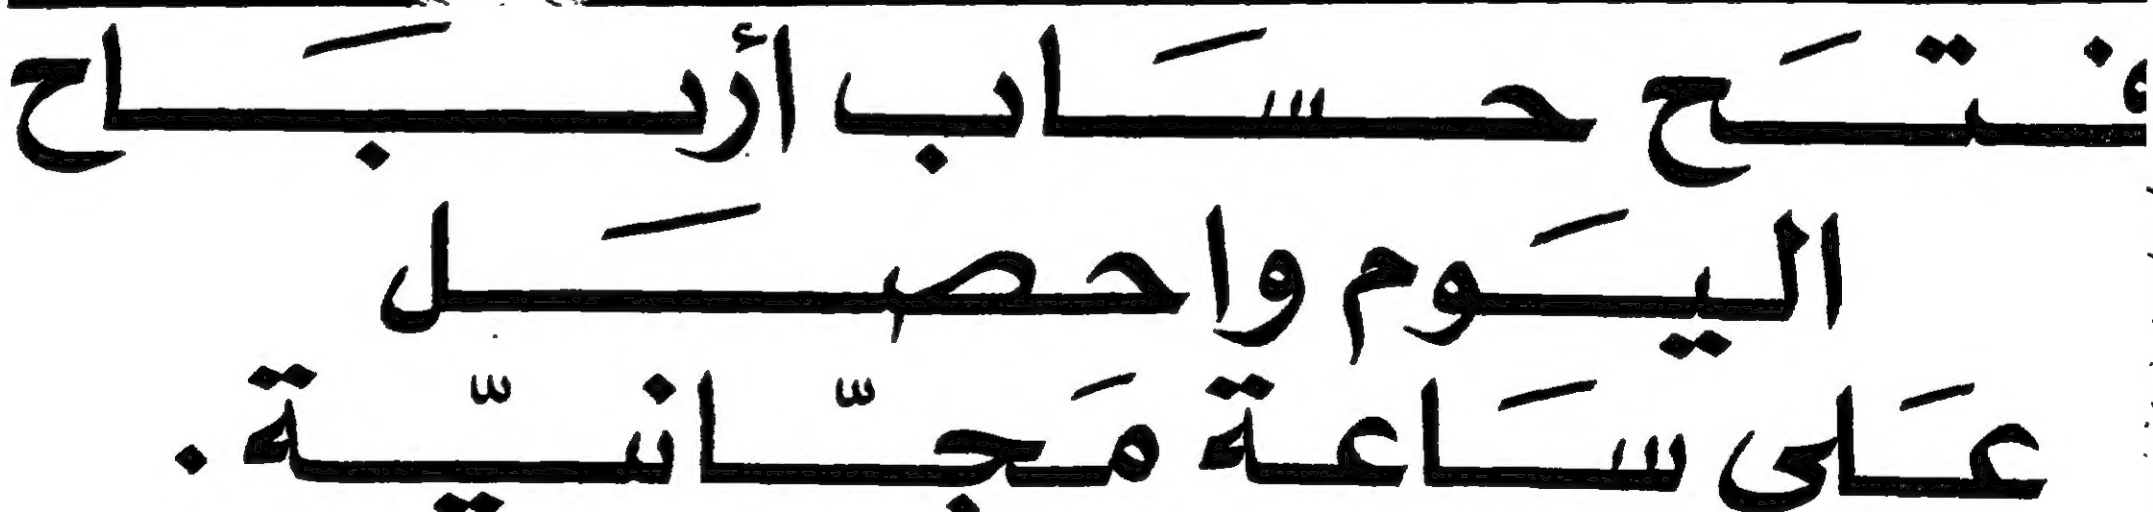 فتَح حسَاب أربَاح
اليَوم واحصَل
عَلى سَاعة مَجّانيّة .